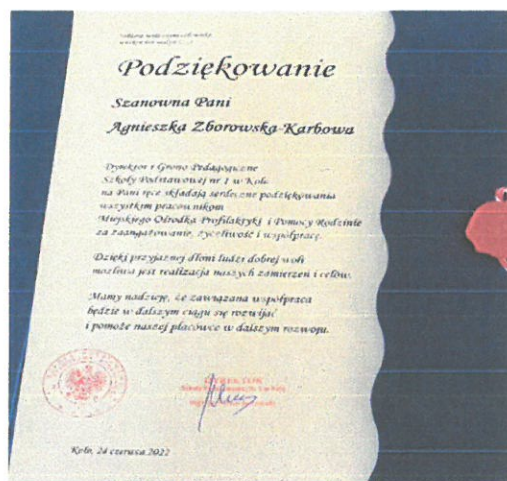 Podziękowanie
Szanowna Pani
Agnieszka Zborowska-Karbowa
Dyrektor i Grono Pedagogiczne
Szkoły Podstawowej nr 1 w Kole
na Pani ręce składają serdeczne podziękowania
wszystkim pracownikom
Miejskiego Ośrodka Profilaktyki i Pomocy Rodzinie
za zaangażowanie, życzliwość i współpracę.
Dzięki przyjaznej dłoni ludzi dobrej woli
możliwa jest realizacja naszych zamierzeń i celów.
Mamy nadzieję, że zawiązana współpraca
będzie w dalszym ciągu się rozwijać
i pomoże naszej placówce w dalszym rozwoju.
DYREKTOR
Koło, 24 czerwca 2022